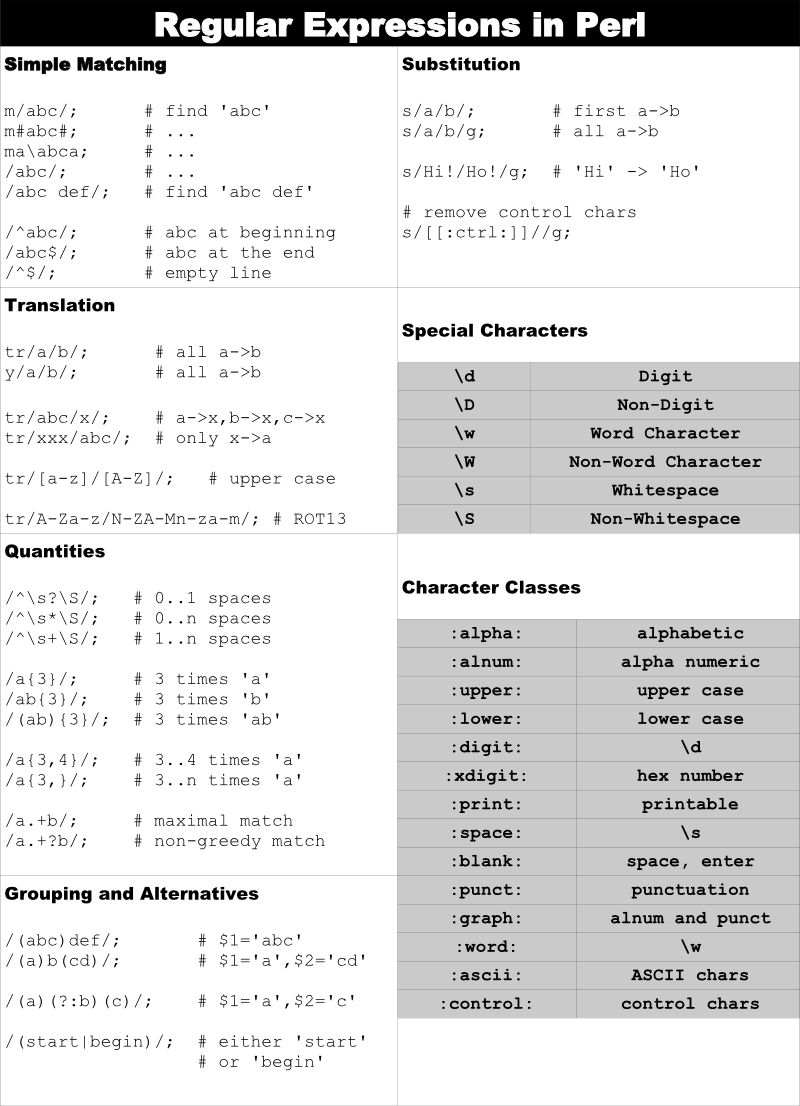 Regular Expressions in Perl
Simple Matching
m/abc/; # find 'abc'
m#abc#; # ...
ma\abca; # ...
/abc/; # ...
/abc def/; # find 'abc def'
/^abc/; # abc at beginning
/abc$/; # abc at the end
/^$/; # empty line
Translation
tr/a/b/; # all a->b
y/a/b/; # all a->b
tr/abc/x/; # a->x,b->x,c->x
tr/xxx/abc/; # only x->a
tr/[a-z]/[A-Z]/; # upper case
tr/A-Za-z/N-ZA-Mn-za-m/; # ROT13
Quantities
/^\s?\S/; # 0..1 spaces
/^\s*\S/; # 0..n spaces
/^\s+\S/; # 1..n spaces
/a{3}/; # 3 times 'a'
/ab{3}/; # 3 times 'b'
/(ab){3}/; # 3 times 'ab'
/a{3,4}/; # 3..4 times 'a'
/a{3,}/; # 3..n times 'a'
/a.+b/; # maximal match
/a.+?b/; # non-greedy match
Grouping and Alternatives
/(abc)def/; # $1='abc'
/(a)b(cd)/; # $1='a',$2='cd'
/(a)(?:b)(c)/; # $1='a',$2='c'
/(start|begin)/; # either 'start'
# or 'begin'
Substitution
s/a/b/; # first a->b
s/a/b/g; # all a->b
s/Hi!/Ho!/g; # 'Hi' -> 'Ho'
# remove control chars
s/[[:ctrl:]]//g;
Special Characters
\d Digit
\D Non-Digit
\w Word Character
\W Non-Word Character
\s Whitespace
\S Non-Whitespace
Character Classes
:alpha: alphabetic
:alnum: alpha numeric
:upper: upper case
:lower: lower case
:digit: \d
:xdigit: hex number
:print: printable
:space: \s
:blank: space, enter
:punct: punctuation
:graph: alnum and punct
:word: \w
:ascii: ASCII chars
:control: control chars